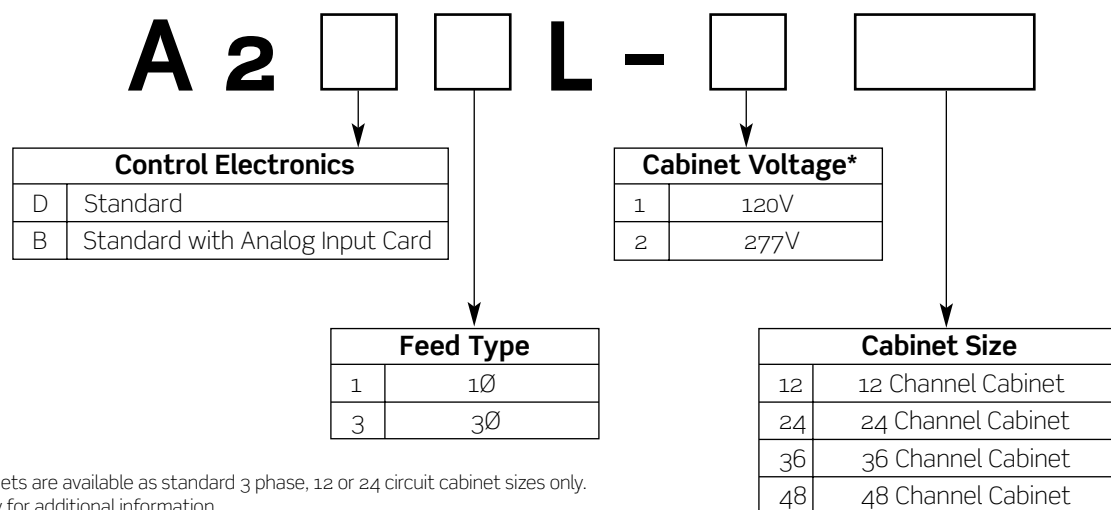 A 2 L -
Control Electronics
D Standard
B Standard with Analog Input Card
Cabinet Voltage*
1 120V
2 277V
Feed Type
1 1Ø
3 3Ø
Cabinet Size
12 12 Channel Cabinet
24 24 Channel Cabinet
36 36 Channel Cabinet
48 48 Channel Cabinet
are available as standard 3 phase, 12 or 24 circuit cabinet sizes only.
for additional information